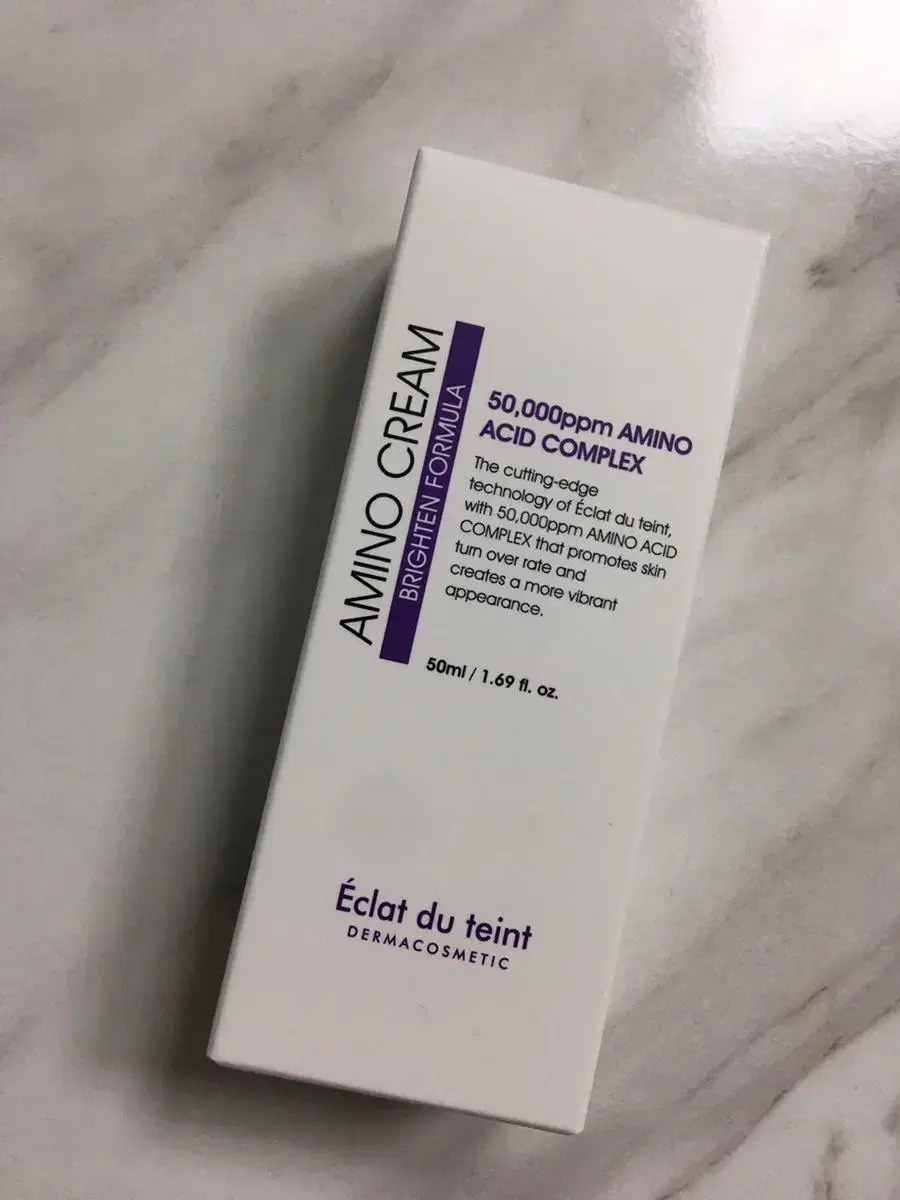 AMINO CREAM
BRIGHTEN FORMULA
50,000ppm AMINO
ACID COMPLEX
The cutting-edge
technology of Éclat du teint,
with 50,000ppm AMINO ACID
COMPLEX that promotes skin
turn over rate and
creates a more vibrant
appearance.
50ml / 1.69 fl. oz.
Éclat du teint
DERMACOSMETIC